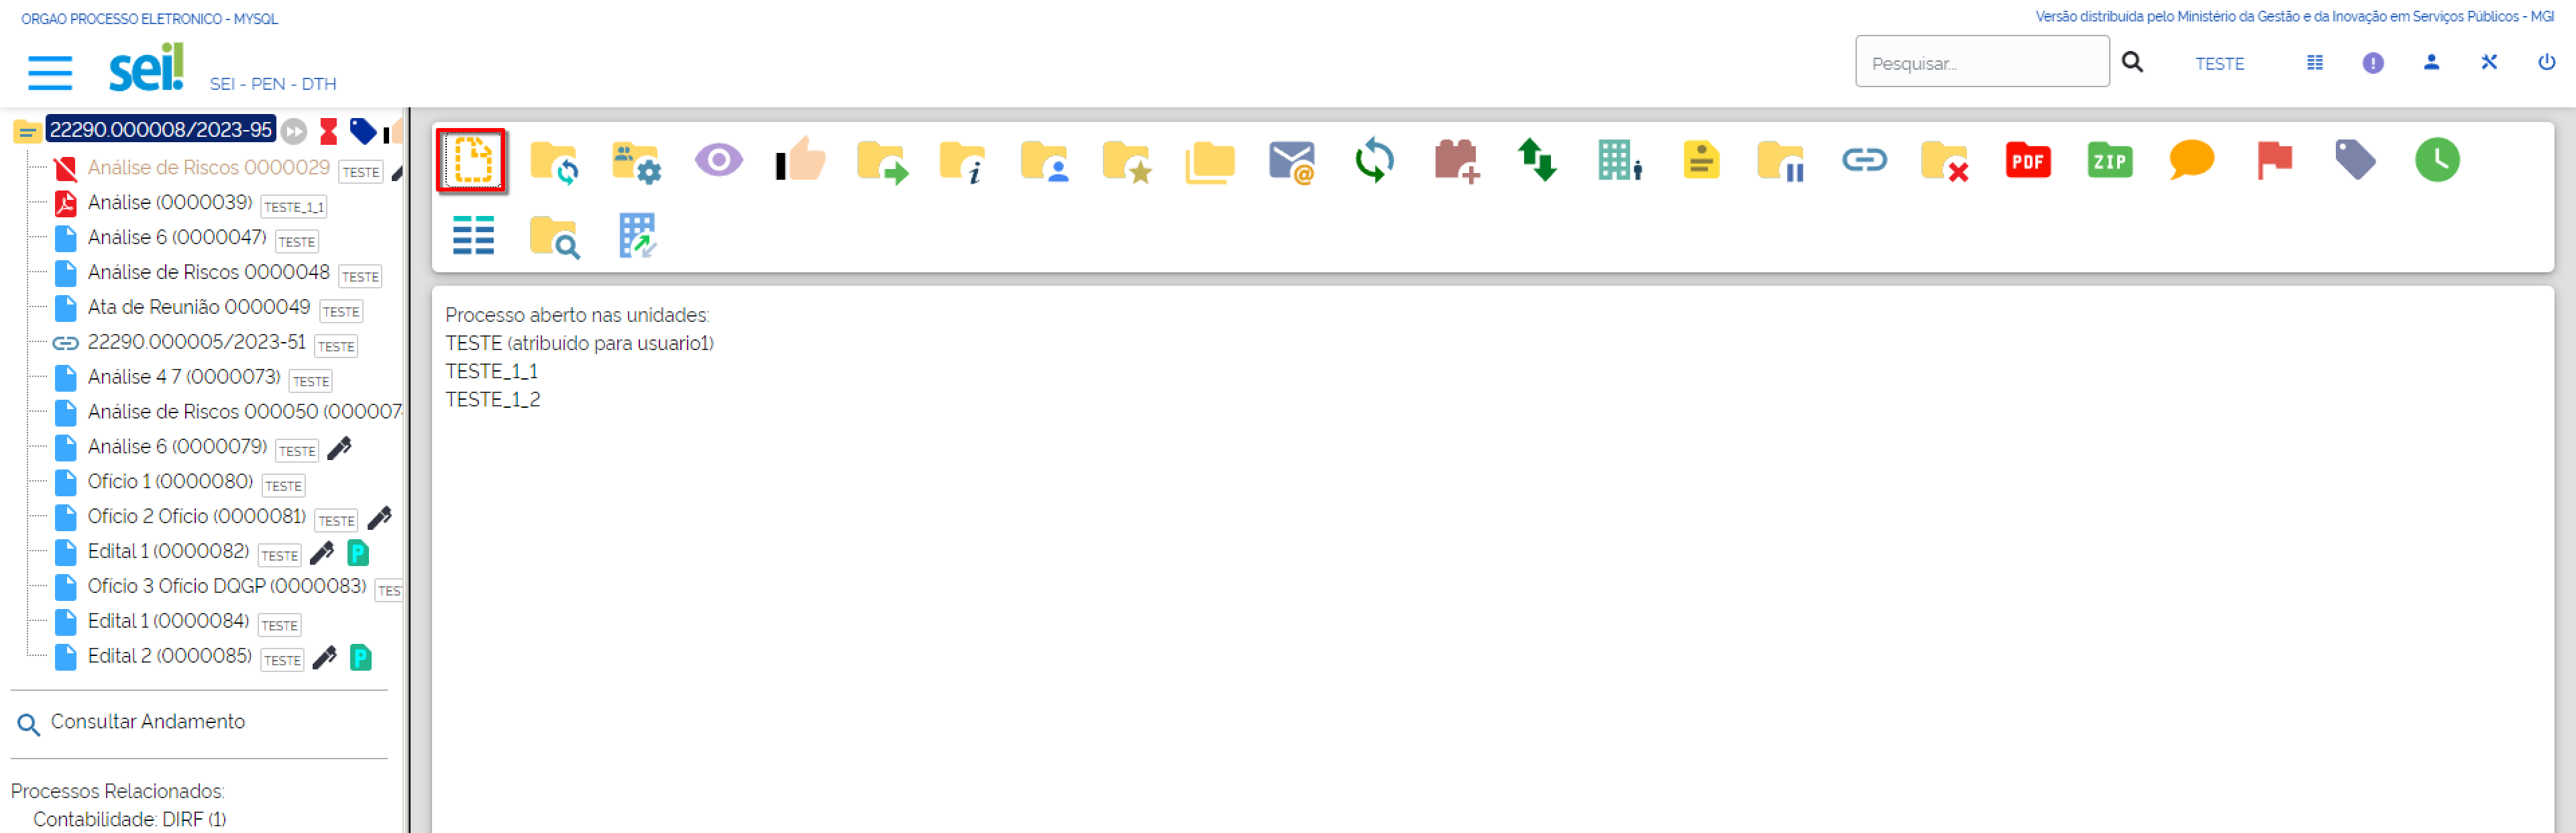 ORGAO PROCESSO ELETRONICO - MYSQL
Versão distribuída pelo Ministério da Gestão e da Inovação em Serviços Públicos - MGI
sei!
SEI - PEN - DTH
Pesquisar...
TESTE
22290.000008/2023-95
Análise de Riscos 0000029 TESTE
Análise (0000039) TESTE_1_1
Análise 6 (0000047) TESTE
Análise de Riscos 0000048 TESTE
Ata de Reunião 0000049 TESTE
22290.000005/2023-51 TESTE
Análise 4 7 (0000073) TESTE
Análise de Riscos 000050 (000007
Análise 6 (0000079) TESTE
Ofício 1 (0000080) TESTE
Ofício 2 Ofício (0000081) TESTE
Edital 1 (0000082) TESTE P
Ofício 3 Ofício DQGP (0000083) TES
Edital 1 (0000084) TESTE
Edital 2 (0000085) TESTE P
Consultar Andamento
Processos Relacionados:
Contabilidade: DIRF (1)
PDF
ZIP
Processo aberto nas unidades:
TESTE (atribuído para usuario1)
TESTE_1_1
TESTE_1_2